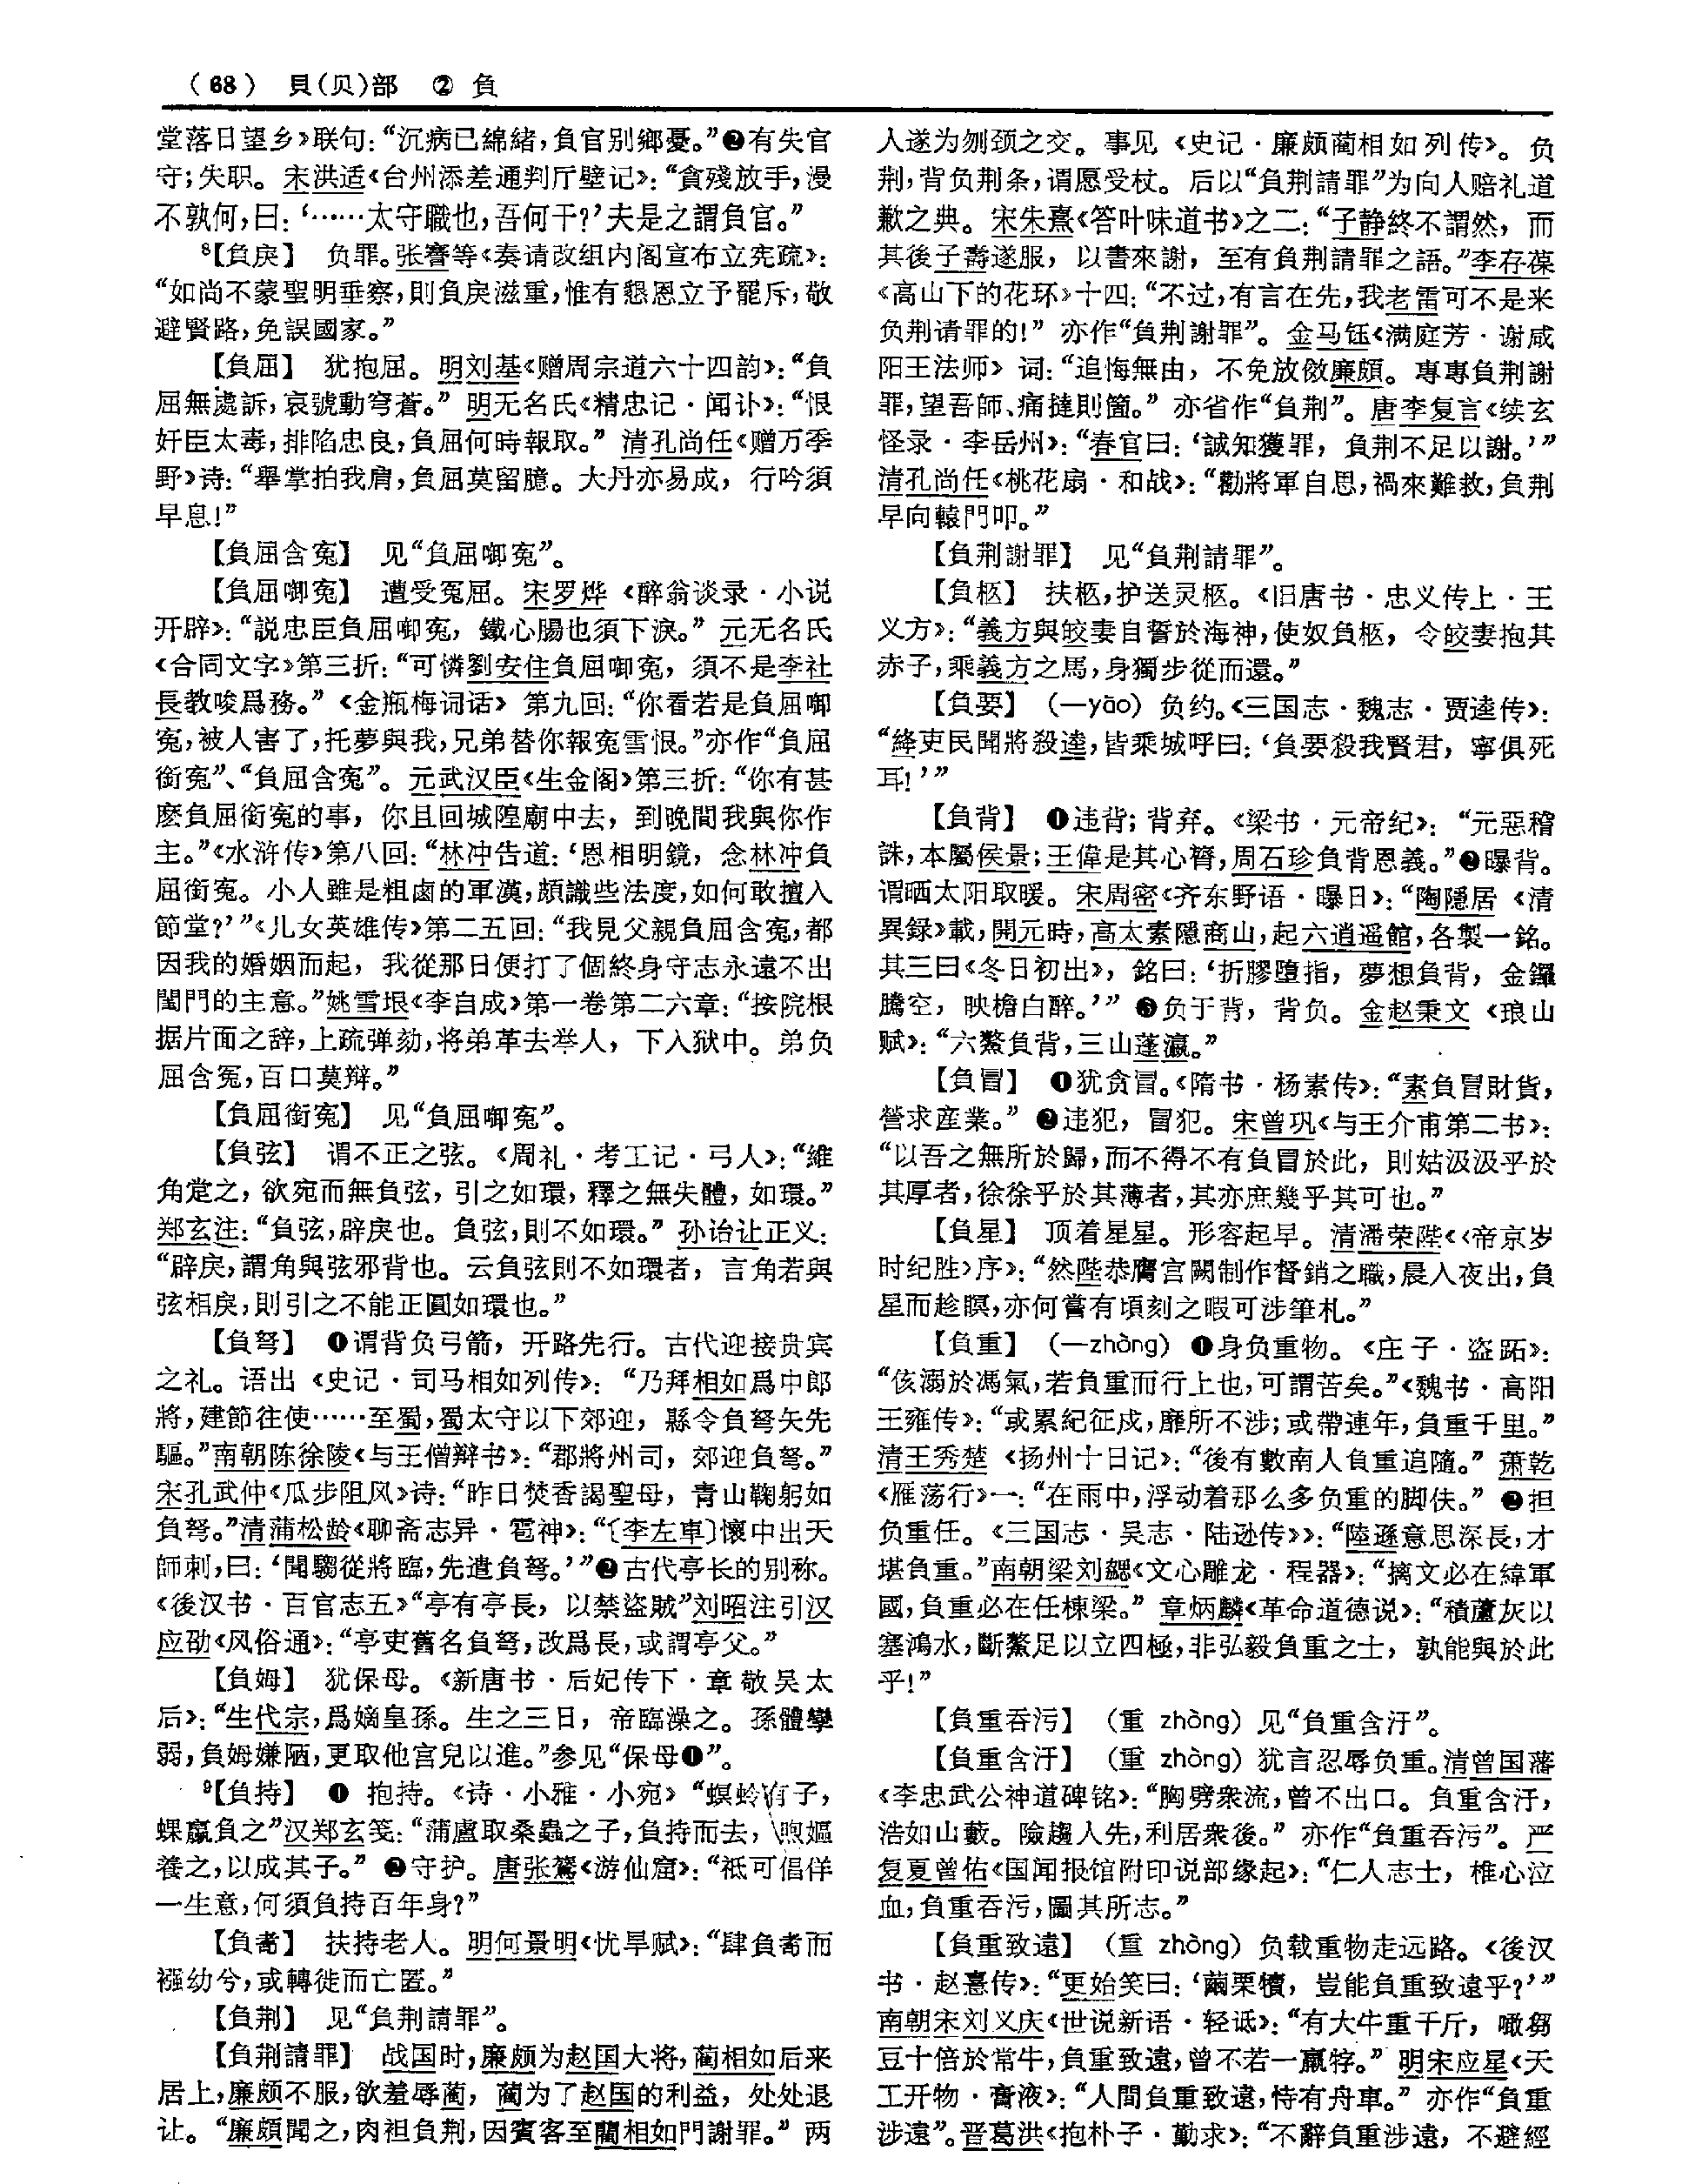 （68）　貝(贝)部　② 負
堂落日望乡》联句：“沉病已綿緒，負官别鄉憂。”❷有失官
守；失职。宋洪适《台州添差通判厅壁记》：“貪殘放手，漫
不孰何，曰：‘……太守職也，吾何干？’夫是之謂負官。”
⁸【負戾】　负罪。张謇等《奏请改组内阁宣布立宪疏》：
“如尚不蒙聖明垂察，則負戾滋重，惟有懇恩立予罷斥，敬
避賢路，免誤國家。”
【負屈】　犹抱屈。明刘基《赠周宗道六十四韵》：“負
屈無處訴，哀號動穹蒼。”明无名氏《精忠记·闻讣》：“恨
奸臣太毒，排陷忠良，負屈何時報取。”清孔尚任《赠万季
野》诗：“舉掌拍我肩，負屈莫留臆。大丹亦易成，行吟須
早息！”
【負屈含冤】　见“負屈啣冤”。
【負屈啣冤】　遭受冤屈。宋罗烨《醉翁谈录·小说
开辟》：“説忠臣負屈啣冤，鐵心腸也須下淚。”元无名氏
《合同文字》第三折：“可憐劉安住負屈啣冤，須不是李社
長教唆爲務。”《金瓶梅词话》第九回：“你看若是負屈啣
冤，被人害了，托夢與我，兄弟替你報冤雪恨。”亦作“負屈
銜冤”、“負屈含冤”。元武汉臣《生金阁》第三折：“你有甚
麽負屈銜冤的事，你且回城隍廟中去，到晚間我與你作
主。”《水浒传》第八回：“林冲告道：‘恩相明鏡，念林冲負
屈銜冤。小人雖是粗鹵的軍漢，頗識些法度，如何敢擅入
節堂？’”《儿女英雄传》第二五回：“我見父親負屈含冤，都
因我的婚姻而起，我從那日便打了個終身守志永遠不出
閨門的主意。”姚雪垠《李自成》第一卷第二六章：“按院根
据片面之辞，上疏弹劾，将弟革去举人，下入狱中。弟负
屈含冤，百口莫辩。”
【負屈銜冤】　见“負屈啣冤”。
【負弦】　谓不正之弦。《周礼·考工记·弓人》：“維
角定之，欲宛而無負弦，引之如環，釋之無失體，如環。”
郑玄注：“負弦，辟戾也。負弦，則不如環。”孙诒让正义：
“辟戾，謂角與弦邪背也。云負弦則不如環者，言角若與
弦相戾，則引之不能正圓如環也。”
【負弩】　❶谓背负弓箭，开路先行。古代迎接贵宾
之礼。语出《史记·司马相如列传》：“乃拜相如爲中郎
將，建節往使……至蜀，蜀太守以下郊迎，縣令負弩矢先
驅。”南朝陈徐陵《与王僧辩书》：“郡將州司，郊迎負弩。”
宋孔武仲《瓜步阻风》诗：“昨日焚香謁聖母，青山鞠躬如
負弩。”清蒲松龄《聊斋志异·雹神》：“〔李左車〕懷中出天
師刺，曰：‘聞騶從將臨，先遣負弩。’”❷古代亭长的别称。
《後汉书·百官志五》“亭有亭長，以禁盜賊”刘昭注引汉
应劭《风俗通》：“亭吏舊名負弩，改爲長，或謂亭父。”
【負姆】　犹保母。《新唐书·后妃传下·章敬吴太
后》：“生代宗，爲嫡皇孫。生之三日，帝臨澡之。孫體攣
弱，負姆嫌陋，更取他宫兒以進。”参见“保母❶”。
⁹【負持】　❶抱持。《诗·小雅·小宛》“螟蛉有子，
蜾蠃負之”汉郑玄笺：“蒲盧取桑蟲之子，負持而去，煦嫗
養之，以成其子。”❷守护。唐张鷟《游仙窟》：“衹可倡佯
一生意，何須負持百年身？”
【負耇】　扶持老人。明何景明《忧旱赋》：“肆負耇而
襁幼兮，或轉徙而亡匿。”
【負荆】　见“負荆請罪”。
【負荆請罪】　战国时，廉颇为赵国大将，蔺相如后来
居上，廉颇不服，欲羞辱蔺，蔺为了赵国的利益，处处退
让。“廉頗聞之，肉袒負荆，因賓客至藺相如門謝罪。”两
人遂为刎颈之交。事见《史记·廉颇蔺相如列传》。负
荆，背负荆条，谓愿受杖。后以“負荆請罪”为向人赔礼道
歉之典。宋朱熹《答叶味道书》之二：“子静終不謂然，而
其後子壽遂服，以書來謝，至有負荆請罪之語。”李存葆
《高山下的花环》十四：“不过，有言在先，我老雷可不是来
负荆请罪的！”亦作“負荆謝罪”。金马钰《满庭芳·谢咸
阳王法师》词：“追悔無由，不免放傚廉頗。專專負荆謝
罪，望吾師、痛撻則箇。”亦省作“負荆”。唐李复言《续玄
怪录·李岳州》：“春官曰：‘誠知獲罪，負荆不足以謝。’”
清孔尚任《桃花扇·和战》：“勸將軍自思，禍來難救，負荆
早向轅門叩。”
【負荆謝罪】　见“負荆請罪”。
【負柩】　扶柩，护送灵柩。《旧唐书·忠义传上·王
义方》：“義方與皎妻自誓於海神，使奴負柩，令皎妻抱其
赤子，乘義方之馬，身獨步從而還。”
【負要】　(—yāo) 负约。《三国志·魏志·贾逵传》：
“絳吏民聞將殺逵，皆乘城呼曰：‘負要殺我賢君，寧俱死
耳！’”
【負背】　❶违背；背弃。《梁书·元帝纪》：“元惡稽
誅，本屬侯景；王偉是其心膂，周石珍負背恩義。”❷曝背。
谓晒太阳取暖。宋周密《齐东野语·曝日》：“陶隱居《清
異録》載，開元時，高太素隱商山，起六逍遥館，各製一銘。
其三曰《冬日初出》，銘曰：‘折膠墮指，夢想負背，金鑼
騰空，映檐白醉。’”❸负于背，背负。金赵秉文《琅山
赋》：“六鰲負背，三山蓬瀛。”
【負冒】　❶犹贪冒。《隋书·杨素传》：“素負冒財貨，
營求産業。”❷违犯，冒犯。宋曾巩《与王介甫第二书》：
“以吾之無所於歸，而不得不有負冒於此，則姑汲汲乎於
其厚者，徐徐乎於其薄者，其亦庶幾乎其可也。”
【負星】　顶着星星。形容起早。清潘荣陛《〈帝京岁
时纪胜〉序》：“然陛恭膺宫闕制作督銷之職，晨入夜出，負
星而趁瞑，亦何嘗有頃刻之暇可涉筆札。”
【負重】　(—zhòng) ❶身负重物。《庄子·盗跖》：
“侅溺於馮氣，若負重而行上也，可謂苦矣。”《魏书·高阳
王雍传》：“或累紀征戍，靡所不涉；或帶連年，負重千里。”
清王秀楚《扬州十日记》：“後有數南人負重追隨。”萧乾
《雁荡行》一：“在雨中，浮动着那么多负重的脚伕。”❷担
负重任。《三国志·吴志·陆逊传》》：“陸遜意思深長，才
堪負重。”南朝梁刘勰《文心雕龙·程器》：“摛文必在緯軍
國，負重必在任棟梁。”章炳麟《革命道德说》：“積蘆灰以
塞鴻水，斷鰲足以立四極，非弘毅負重之士，孰能與於此
乎！”
【負重吞污】　(重 zhòng) 见“負重含汙”。
【負重含汙】　(重 zhòng) 犹言忍辱负重。清曾国藩
《李忠武公神道碑铭》：“胸劈衆流，曾不出口。負重含汙，
浩如山藪。險趨人先，利居衆後。”亦作“負重吞污”。严
复夏曾佑《国闻报馆附印说部缘起》：“仁人志士，椎心泣
血，負重吞污，圖其所志。”
【負重致遠】　(重 zhòng) 负载重物走远路。《後汉
书·赵憙传》：“更始笑曰：‘繭栗犢，豈能負重致遠乎？’”
南朝宋刘义庆《世说新语·轻诋》：“有大牛重千斤，噉芻
豆十倍於常牛，負重致遠，曾不若一羸牸。”明宋应星《天
工开物·膏液》：“人間負重致遠，恃有舟車。”亦作“負重
涉遠”。晋葛洪《抱朴子·勤求》：“不辭負重涉遠，不避經